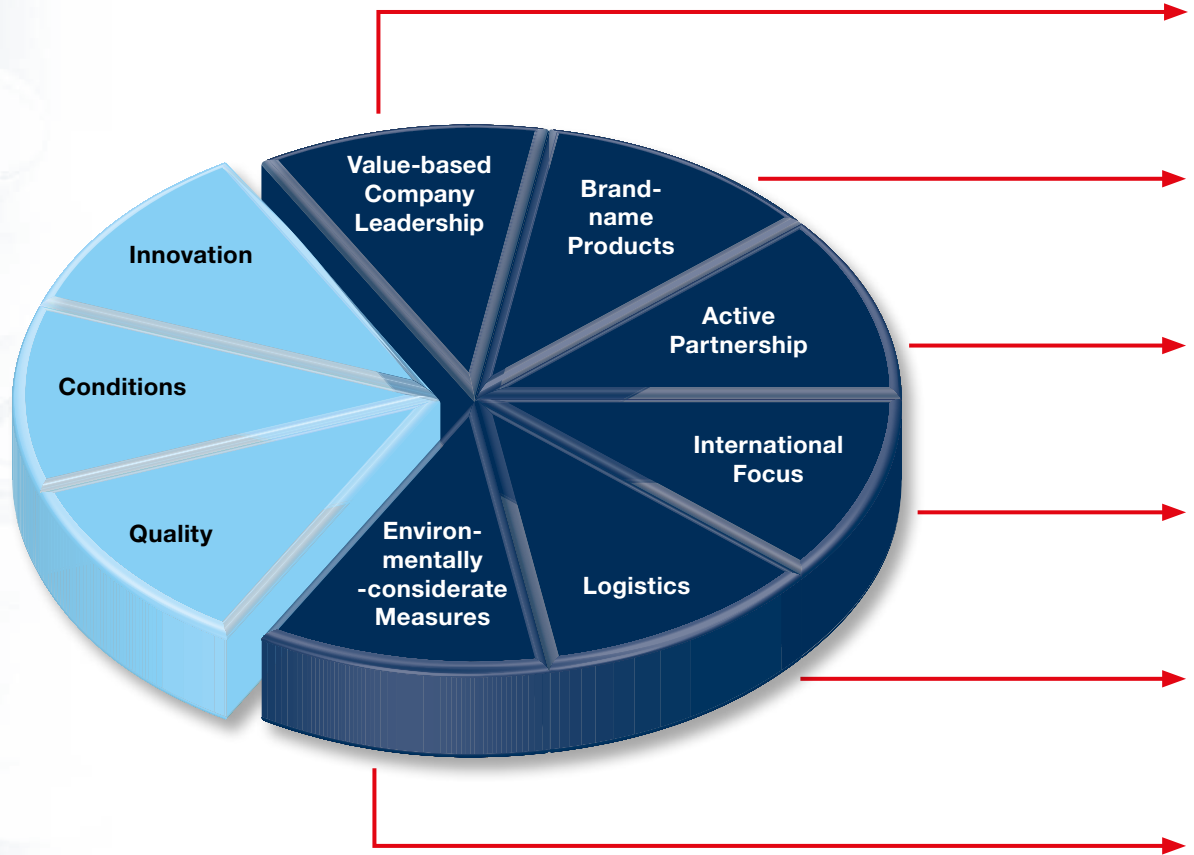 Value-based
Company
Leadership
Brand-
name
Products
Innovation
Active
Partnership
Conditions
International
Focus
Quality
Environ-
mentally
-considerate
Measures
Logistics